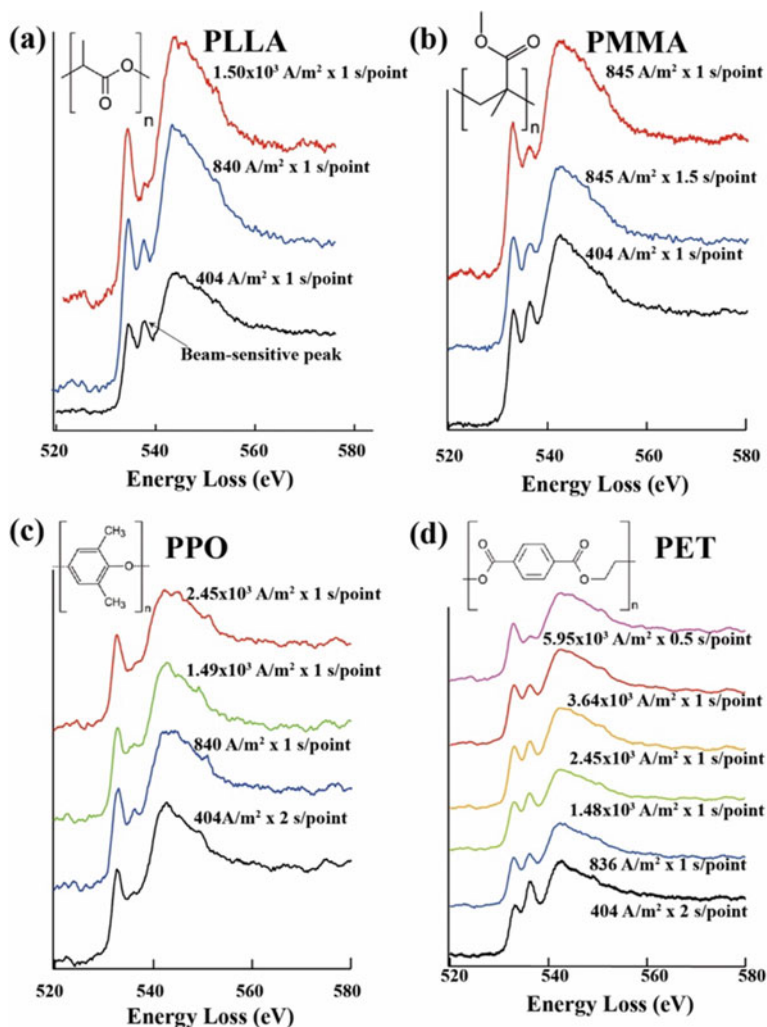 (a)
PLLA
O
O
n
1.50x10³ A/m² x 1 s/point
840 A/m² x 1 s/point
404 A/m² x 1 s/point
Beam-sensitive peak
520 540 560 580
Energy Loss (eV)
(b)
PMMA
O
O
n
845 A/m² x 1 s/point
845 A/m² x 1.5 s/point
404 A/m² x 1 s/point
520 540 560 580
Energy Loss (eV)
(c)
PPO
CH₃
O
CH₃
n
2.45x10³ A/m² x 1 s/point
1.49x10³ A/m² x 1 s/point
840 A/m² x 1 s/point
404A/m² x 2 s/point
520 540 560 580
Energy Loss (eV)
(d)
PET
O
O
O
O
n
5.95x10³ A/m² x 0.5 s/point
3.64x10³ A/m² x 1 s/point
2.45x10³ A/m² x 1 s/point
1.48x10³ A/m² x 1 s/point
836 A/m² x 1 s/point
404 A/m² x 2 s/point
520 540 560 580
Energy Loss (eV)